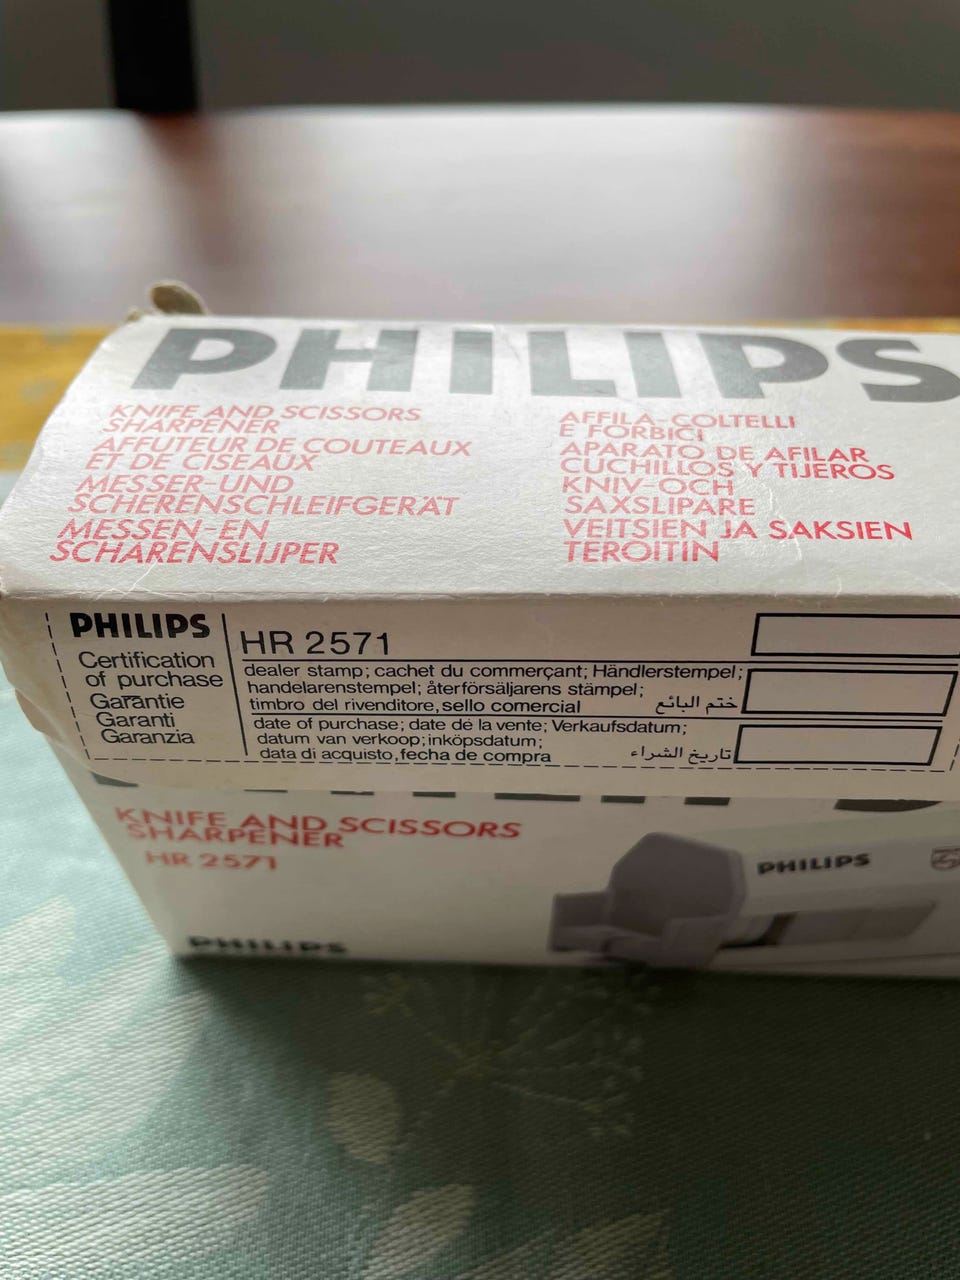 PHILIPS
KNIFE AND SCISSORS
SHARPENER
AFFUTEUR DE COUTEAUX
ET DE CISEAUX
MESSER-UND
SCHERENSCHLEIFGERÄT
MESSEN-EN
SCHARENSLIJPER
AFFILA-COLTELLI
E FORBICI
APARATO DE AFILAR
CUCHILLOS Y TIJEROS
KNIV-OCH
SAXSLIPARE
VEITSIEN JA SAKSIEN
TEROITIN
PHILIPS
Certification
of purchase
Garantie
Garanti
Garanzia
HR 2571
dealer stamp; cachet du commerçant; Händlerstempel;
handelarenstempel; återförsäljarens stämpel;
timbro del rivenditore, sello comercial ختم البائع
date of purchase; date dé la vente; Verkaufsdatum;
datum van verkoop; inköpsdatum;
data di acquisto, fecha de compra تاريخ الشراء
KNIFE AND SCISSORS
SHARPENER
HR 2571
PHILIPS
PHILIPS